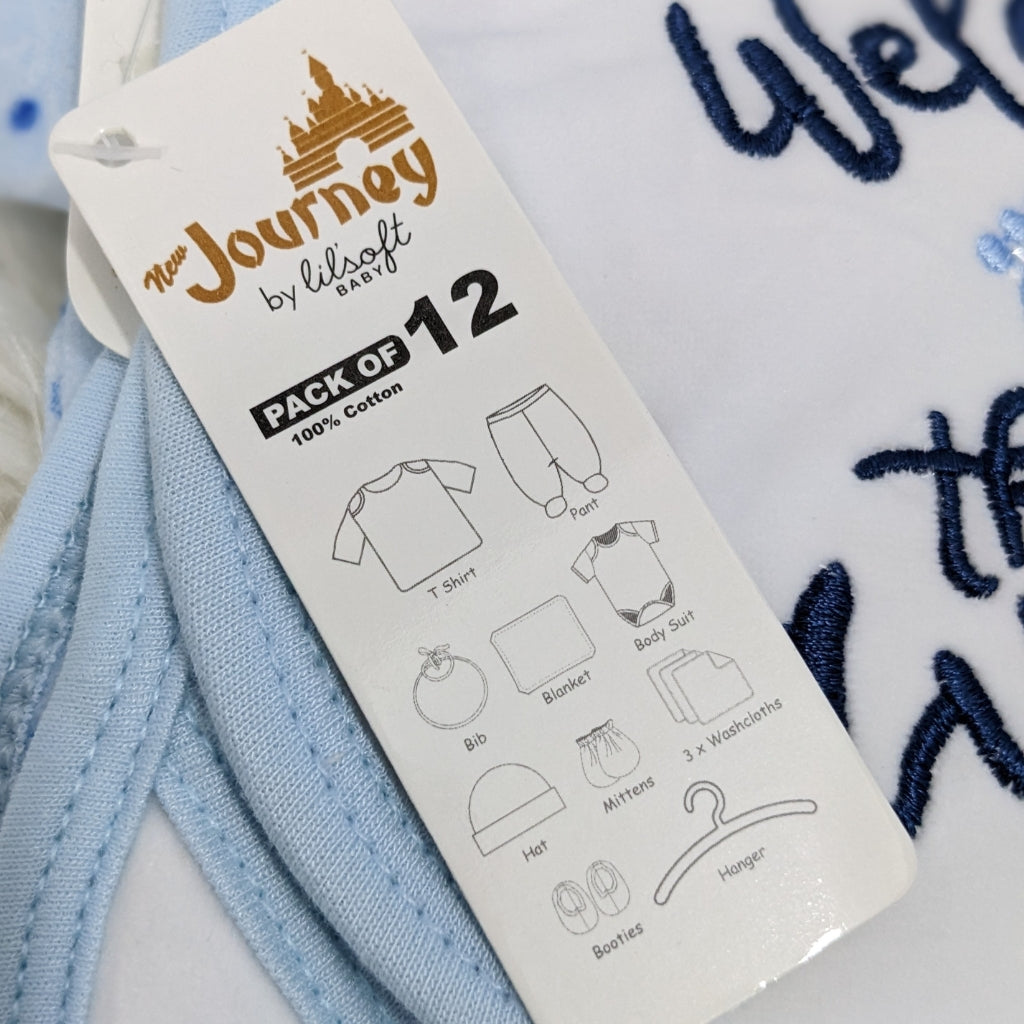 New Journey
by lil'soft
BABY
PACK OF 12
100% Cotton
Pant
T Shirt
Body Suit
Blanket
Bib
3 x Washcloths
Mittens
Hat
Hanger
Booties